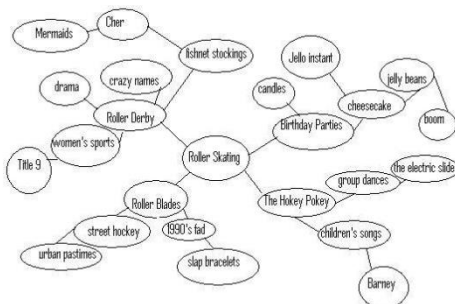 Mermaids
Cher
fishnet stockings
drama
crazy names
Roller Derby
women's sports
Title 9
Jello instant
jelly beans
candles
cheesecake
boom
Birthday Parties
Roller Skating
the electric slide
group dances
The Hokey Pokey
Roller Blades
street hockey
1990's fad
children's songs
urban pastimes
slap bracelets
Barney